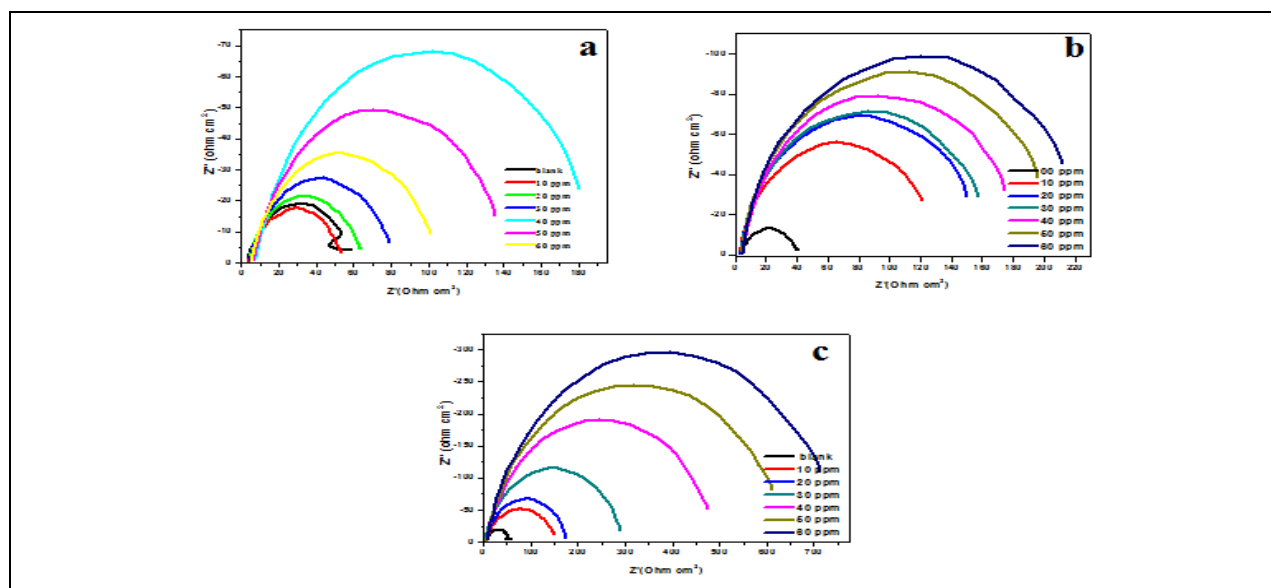 a
Z'' (ohm cm²)
-70
-60
-50
-40
-30
-20
-10
0
blank
10 ppm
20 ppm
30 ppm
40 ppm
50 ppm
60 ppm
0 20 40 60 80 100 120 140 160 180
Z'(Ohm cm²)
b
Z'' (ohm cm²)
-100
-80
-60
-40
-20
0
00 ppm
10 ppm
20 ppm
30 ppm
40 ppm
50 ppm
60 ppm
0 20 40 60 80 100 120 140 160 180 200 220
Z'(Ohm cm²)
c
Z'' (ohm cm²)
-300
-250
-200
-150
-100
-50
0
blank
10 ppm
20 ppm
30 ppm
40 ppm
50 ppm
60 ppm
0 100 200 300 400 500 600 700
Z'(Ohm cm²)